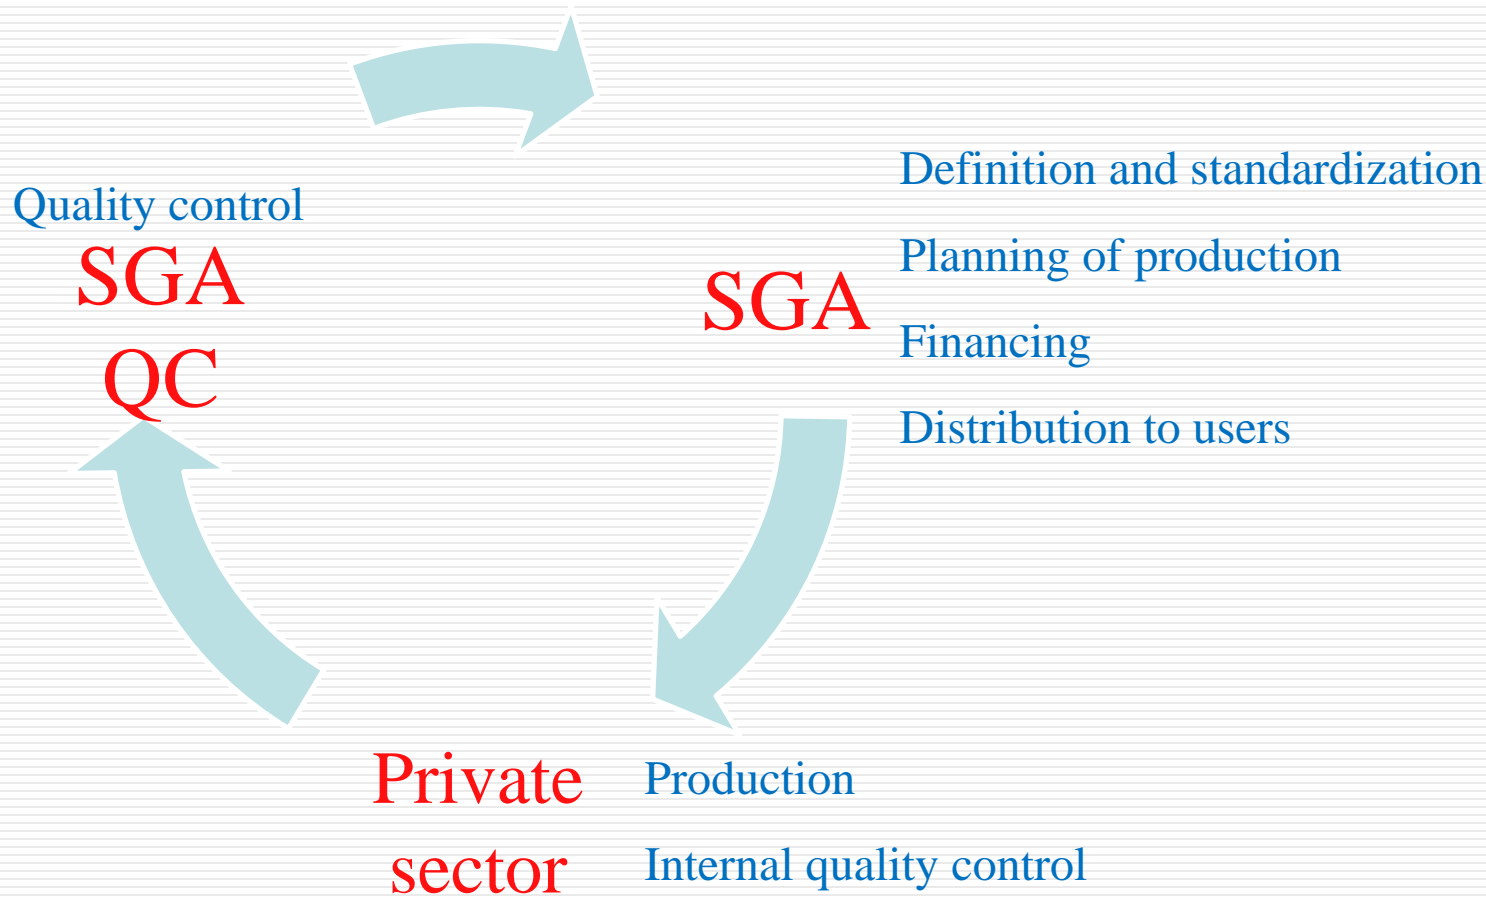 Quality control
SGA
QC
SGA
Definition and standardization
Planning of production
Financing
Distribution to users
Private
sector
Production
Internal quality control